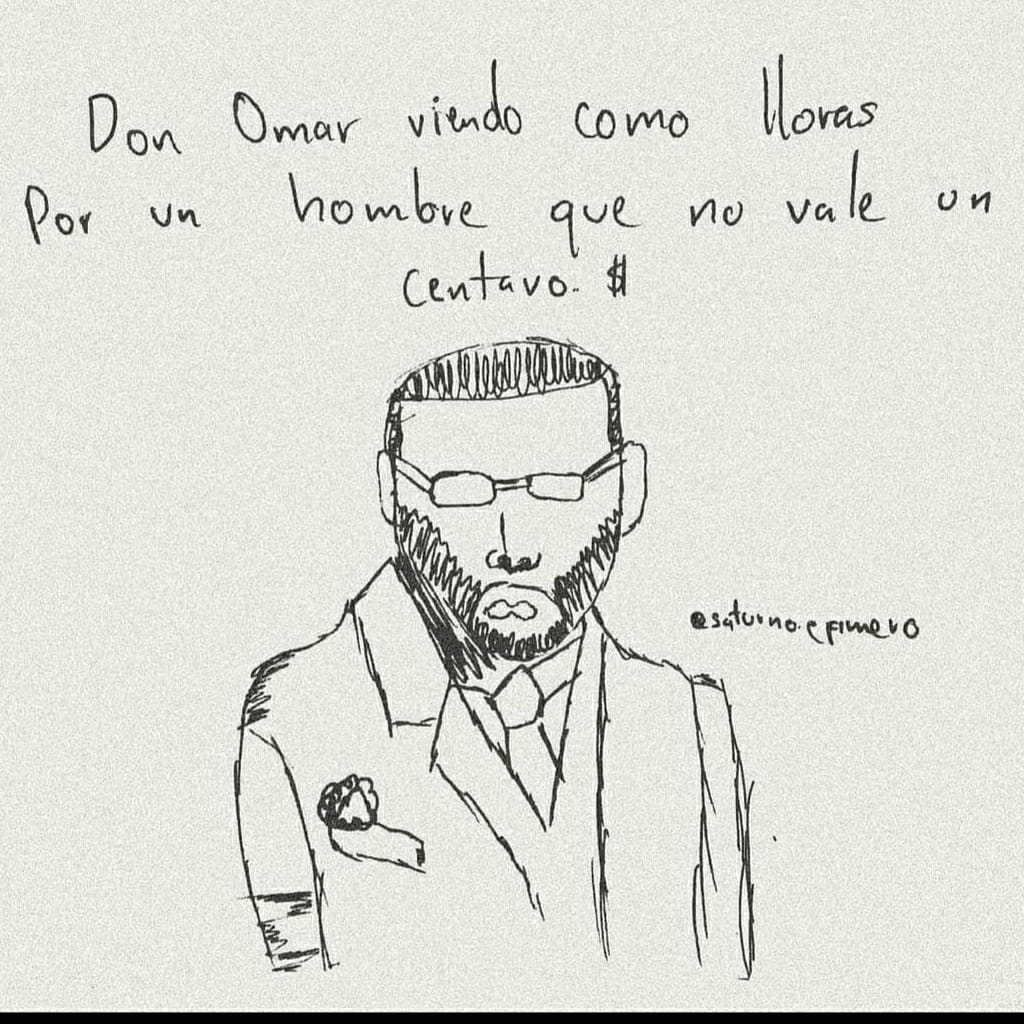 Don Omar viendo como lloras
Por un hombre que no vale un
centavo. $
@saturno.efimero